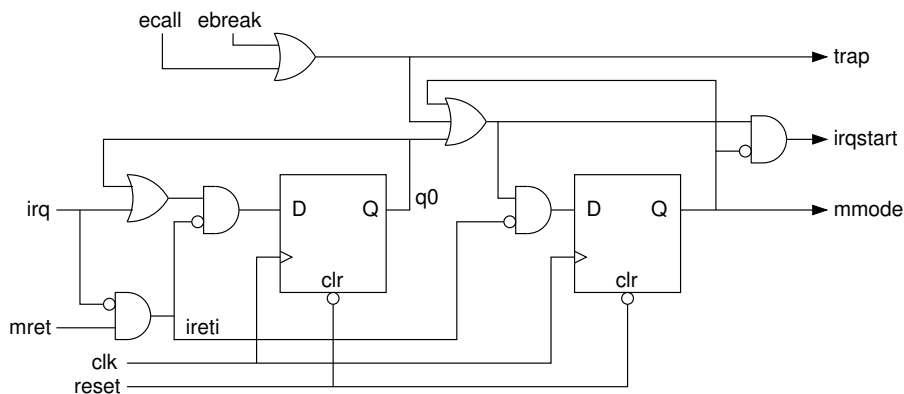 ecall ebreak
trap
irqstart
irq
D Q q0
D Q
mmode
clr
clr
mret
ireti
clk
reset